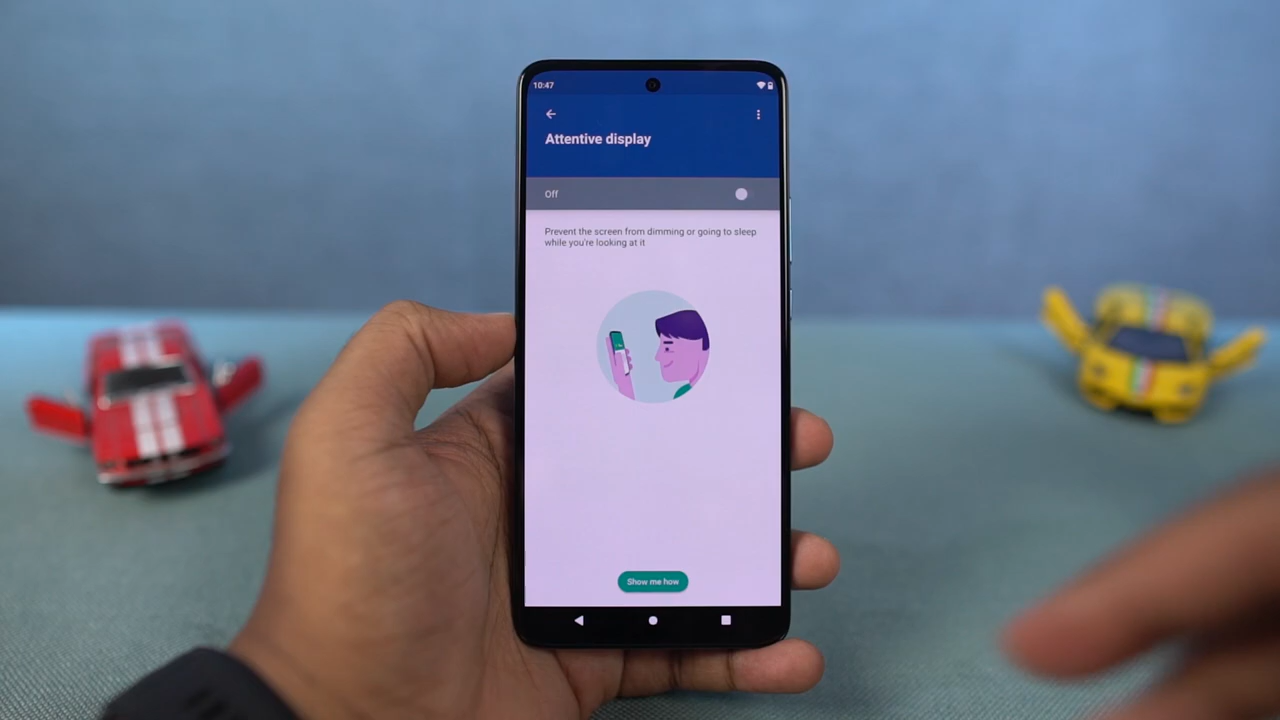 10:47
Attentive display
Off
Prevent the screen from dimming or going to sleep
while you're looking at it
Show me how